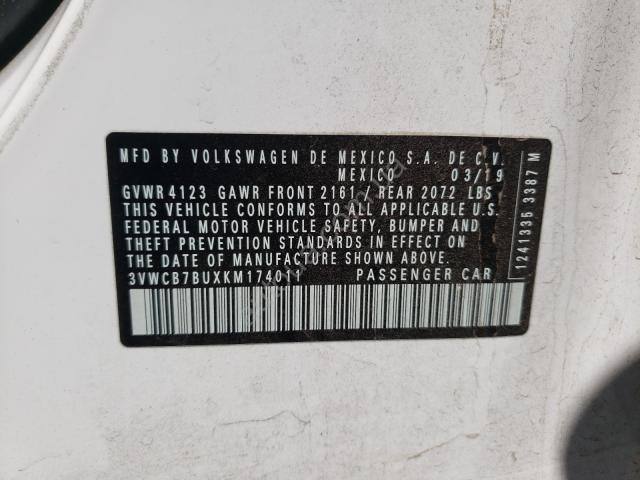 MFD BY VOLKSWAGEN DE MEXICO S.A. DE C.V.
MEXICO 03/19
GVWR 4123 GAWR FRONT 2161 / REAR 2072 LBS
THIS VEHICLE CONFORMS TO ALL APPLICABLE U.S.
FEDERAL MOTOR VEHICLE SAFETY, BUMPER AND
THEFT PREVENTION STANDARDS IN EFFECT ON
THE DATE OF MANUFACTURE SHOWN ABOVE.
3VWCB7BUXKM174011 PASSENGER CAR
1241335 3387 M